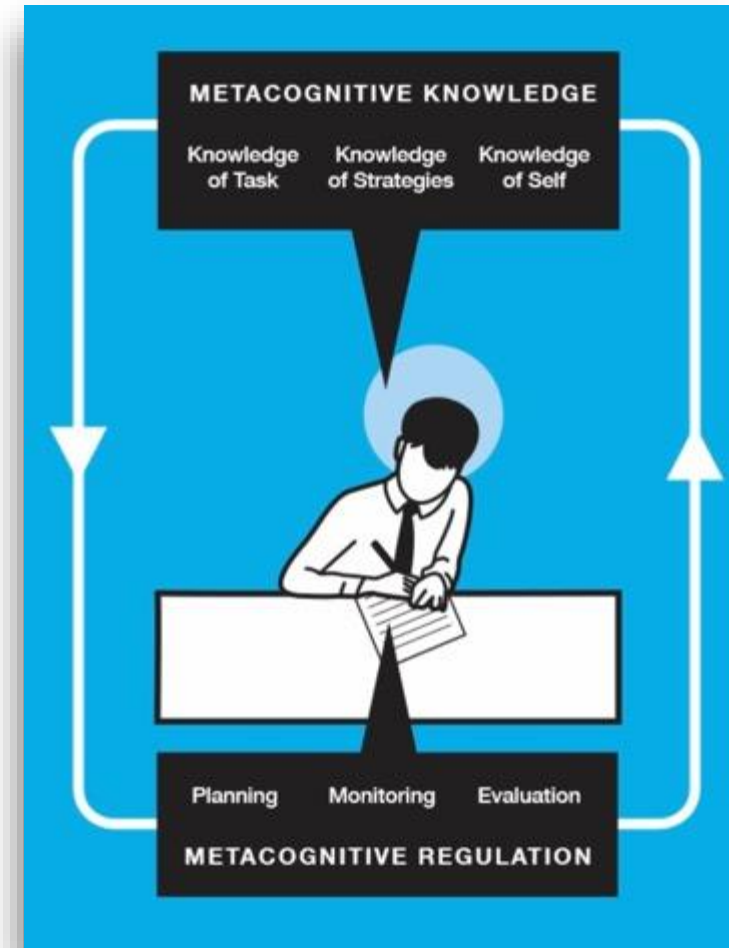 METACOGNITIVE KNOWLEDGE
Knowledge of Task
Knowledge of Strategies
Knowledge of Self
Planning Monitoring Evaluation
METACOGNITIVE REGULATION